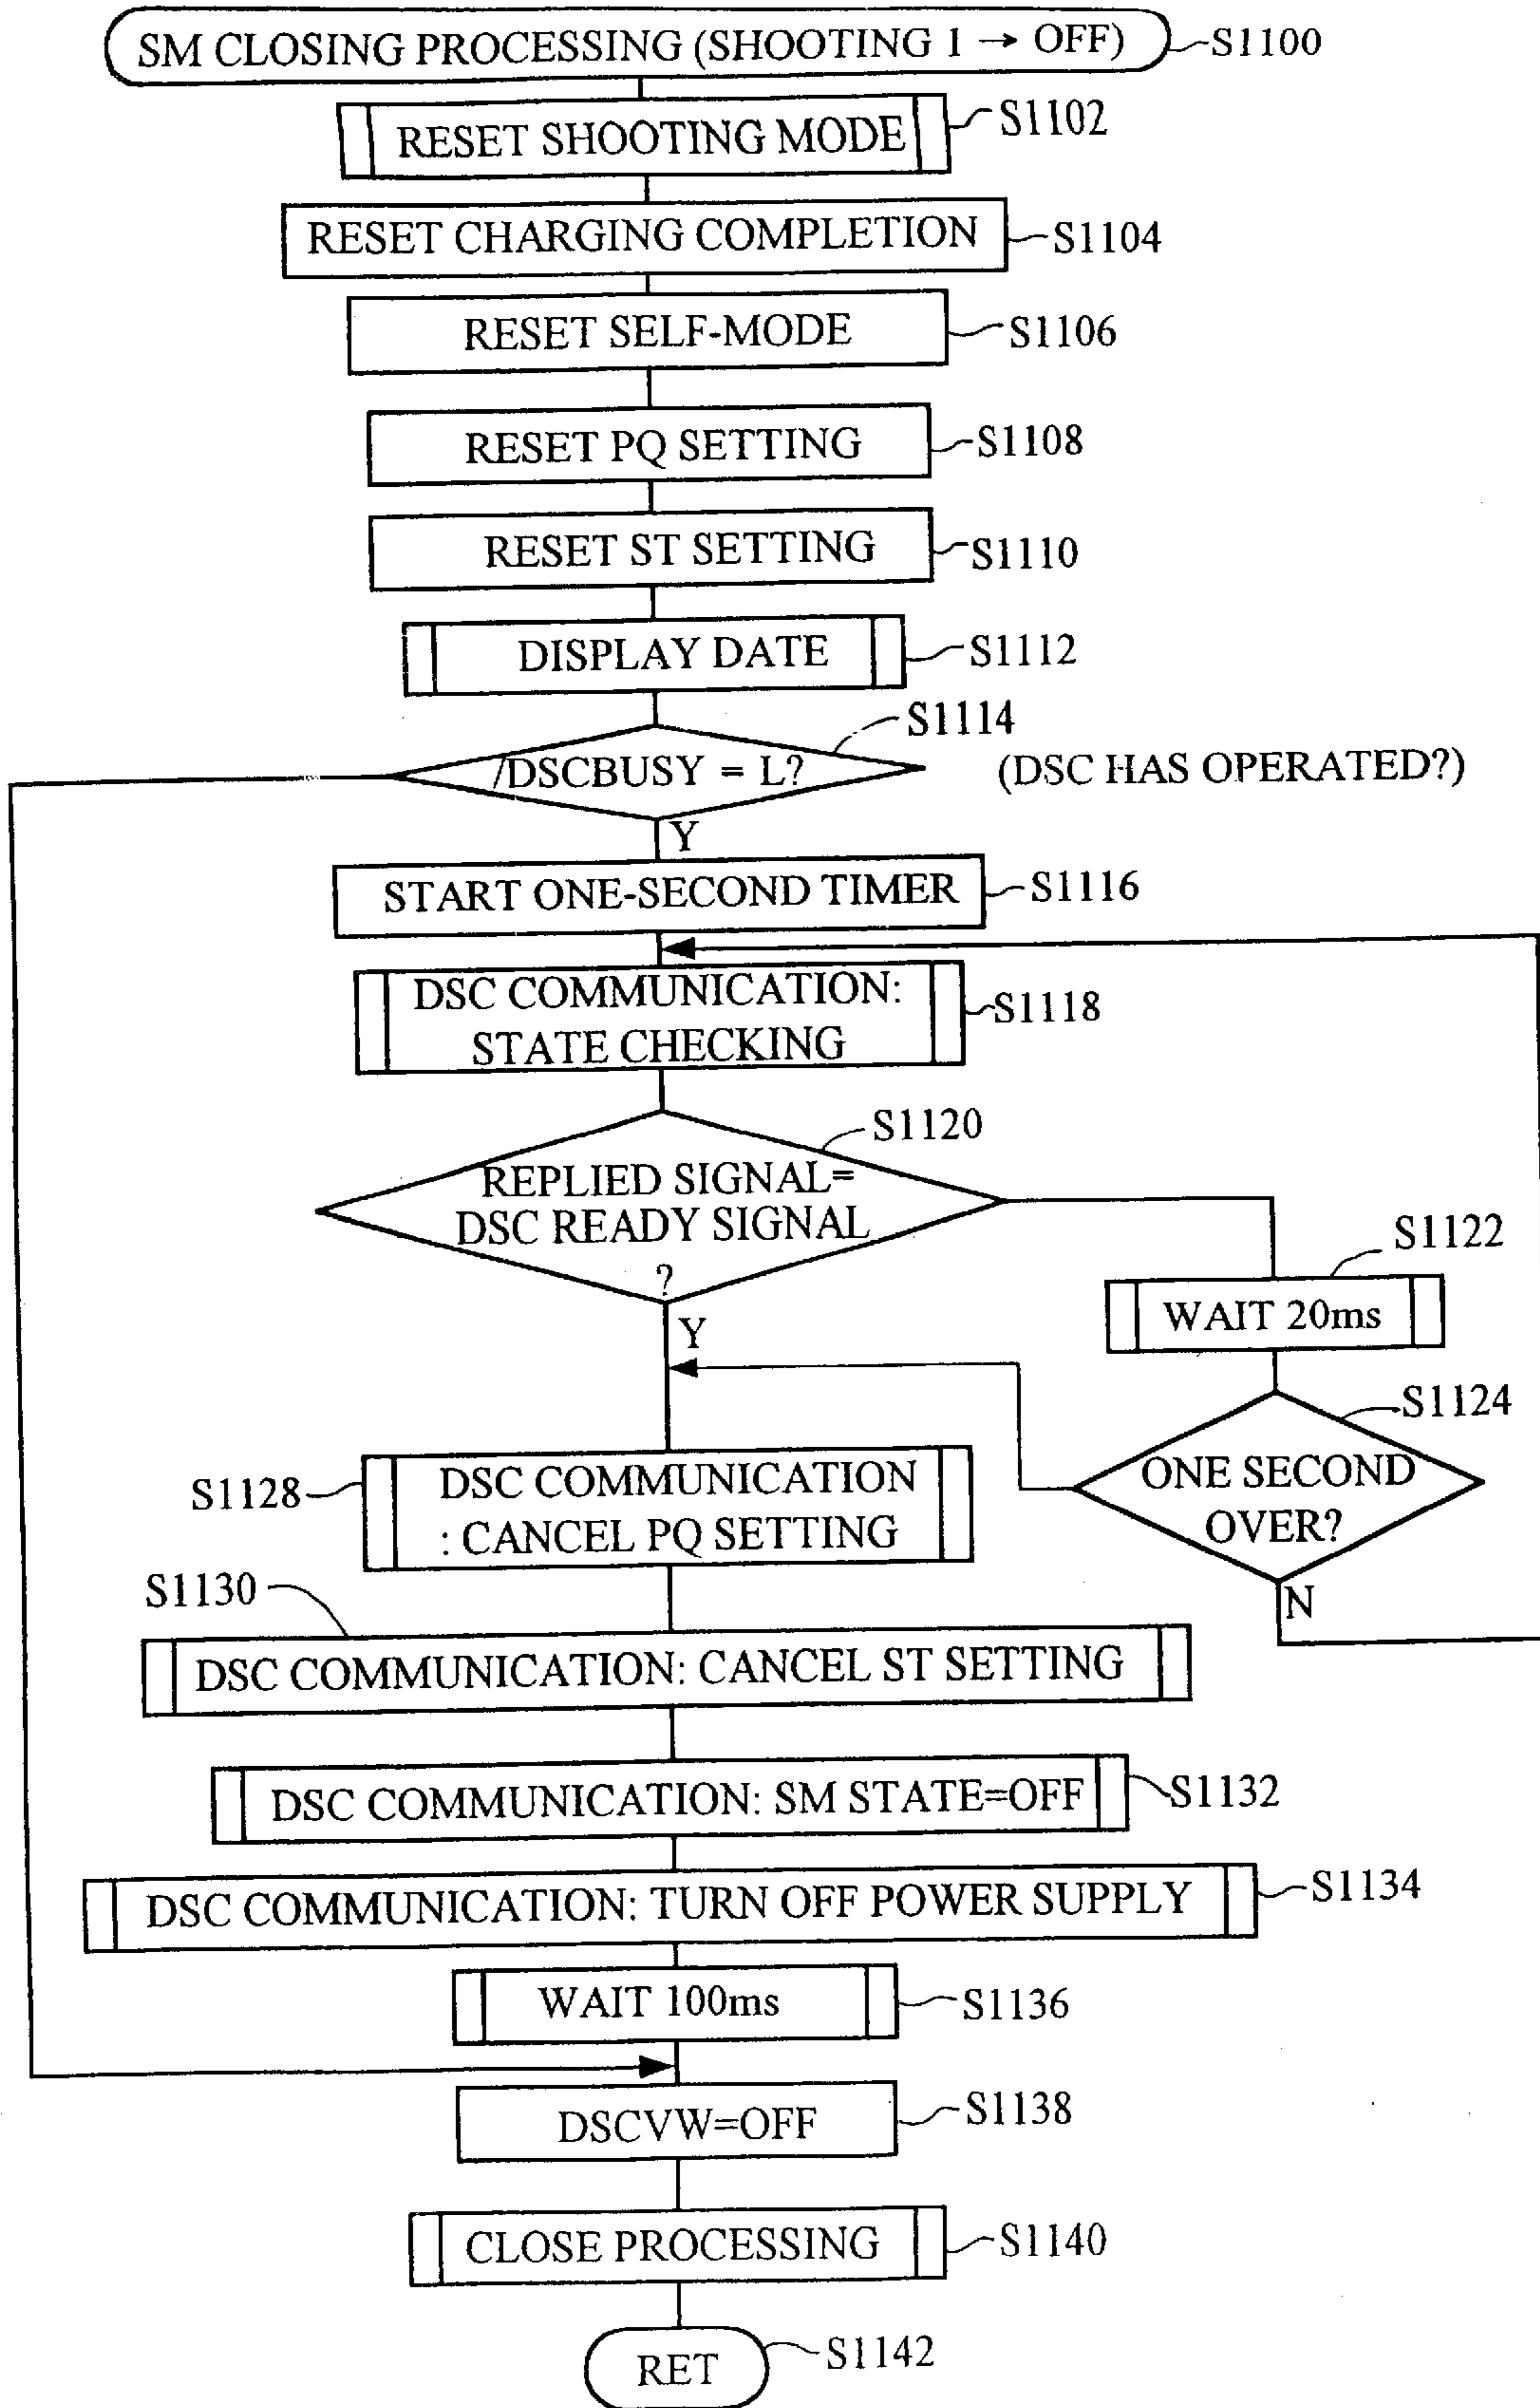 SM CLOSING PROCESSING (SHOOTING 1 → OFF)
S1100
RESET SHOOTING MODE
S1102
RESET CHARGING COMPLETION
S1104
RESET SELF-MODE
S1106
RESET PQ SETTING
S1108
RESET ST SETTING
S1110
DISPLAY DATE
S1112
S1114
/DSCBUSY = L?
(DSC HAS OPERATED?)
Y
START ONE-SECOND TIMER
S1116
DSC COMMUNICATION:
STATE CHECKING
S1118
S1120
REPLIED SIGNAL=
DSC READY SIGNAL
?
Y
S1122
WAIT 20ms
S1124
ONE SECOND
OVER?
N
S1128
DSC COMMUNICATION
: CANCEL PQ SETTING
S1130
DSC COMMUNICATION: CANCEL ST SETTING
DSC COMMUNICATION: SM STATE=OFF
S1132
DSC COMMUNICATION: TURN OFF POWER SUPPLY
S1134
WAIT 100ms
S1136
DSCVW=OFF
S1138
CLOSE PROCESSING
S1140
RET
S1142